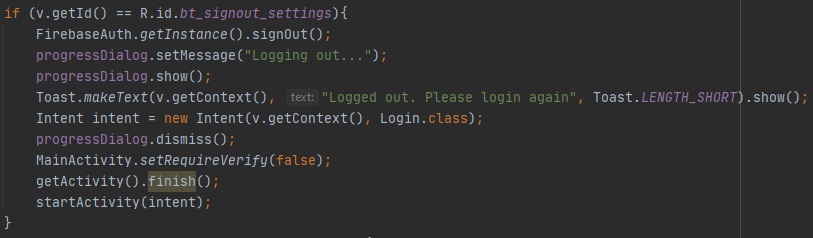 if (v.getId() == R.id.bt_signout_settings){
FirebaseAuth.getInstance().signOut();
progressDialog.setMessage("Logging out...");
progressDialog.show();
Toast.makeText(v.getContext(), text: "Logged out. Please login again", Toast.LENGTH_SHORT).show();
Intent intent = new Intent(v.getContext(), Login.class);
progressDialog.dismiss();
MainActivity.setRequireVerify(false);
getActivity().finish();
startActivity(intent);
}